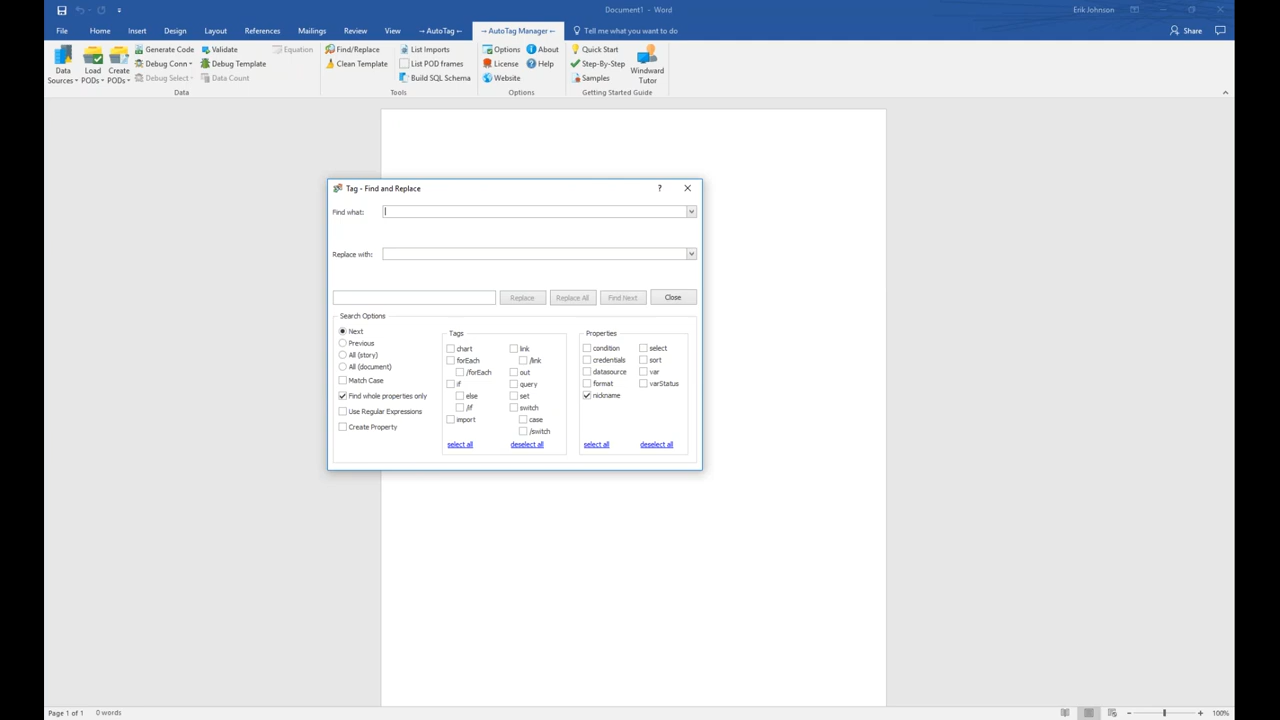 Document1 - Word
Erik Johnson
File Home Insert Design Layout References Mailings Review View → AutoTag ← → AutoTag Manager ← Tell me what you want to do Share
Data Sources
Load PODs
Create PODs
Generate Code
Debug Conn
Debug Select
Validate
Debug Template
Data Count
Equation
Data
Find/Replace
Clean Template
List Imports
List POD frames
Build SQL Schema
Tools
Options
License
Website
About
Help
Options
Quick Start
Step-By-Step
Samples
Windward Tutor
Getting Started Guide
Tag - Find and Replace
Find what:
Replace with:
Replace Replace All Find Next Close
Search Options
Next
Previous
All (story)
All (document)
Match Case
Find whole properties only
Use Regular Expressions
Create Property
Tags
chart
forEach
/forEach
if
else
/if
import
link
/link
out
query
set
switch
case
/switch
select all deselect all
Properties
condition
credentials
datasource
format
nickname
select
sort
var
varStatus
select all deselect all
Page 1 of 1 0 words
100%